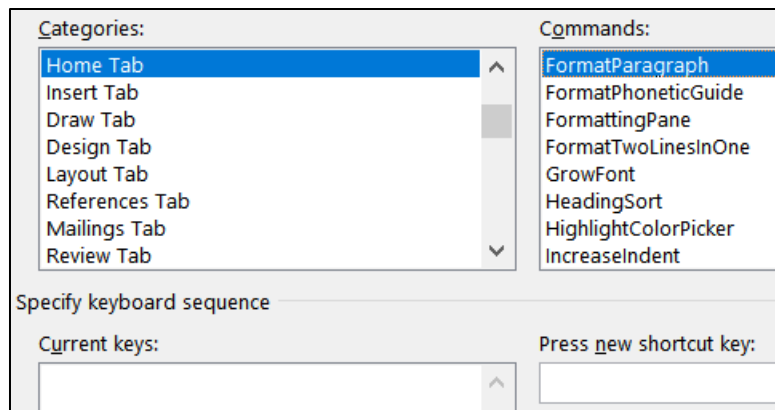 Categories:
Home Tab
Insert Tab
Draw Tab
Design Tab
Layout Tab
References Tab
Mailings Tab
Review Tab
Commands:
FormatParagraph
FormatPhoneticGuide
FormattingPane
FormatTwoLinesInOne
GrowFont
HeadingSort
HighlightColorPicker
IncreaseIndent
Specify keyboard sequence
Current keys:
Press new shortcut key: